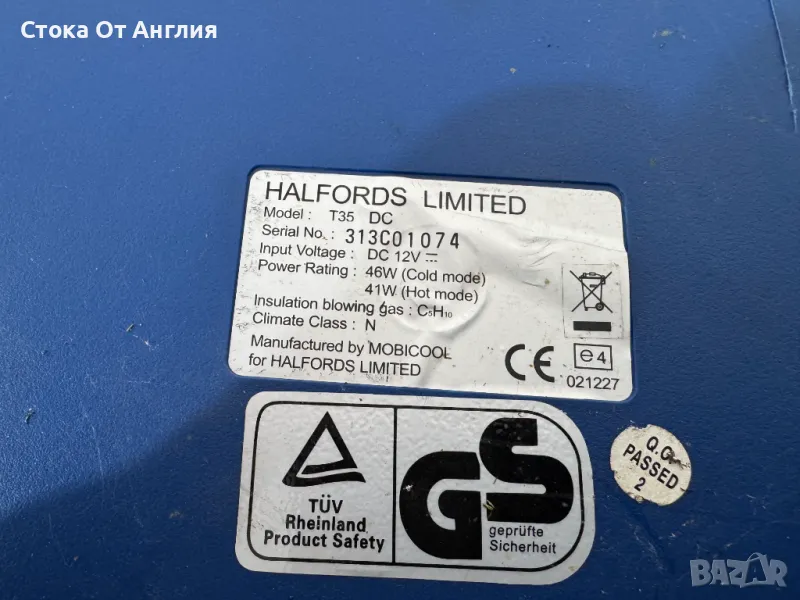 Стока От Англия
HALFORDS LIMITED
Model : T35 DC
Serial No. : 313C01074
Input Voltage : DC 12V ⎓
Power Rating : 46W (Cold mode)
41W (Hot mode)
Insulation blowing gas : C₅H₁₀
Climate Class : N
Manufactured by MOBICOOL
for HALFORDS LIMITED
CE
e4
021227
TÜV
Rheinland
Product Safety
GS
geprüfte
Sicherheit
Q.C.
PASSED
2
BAZAR